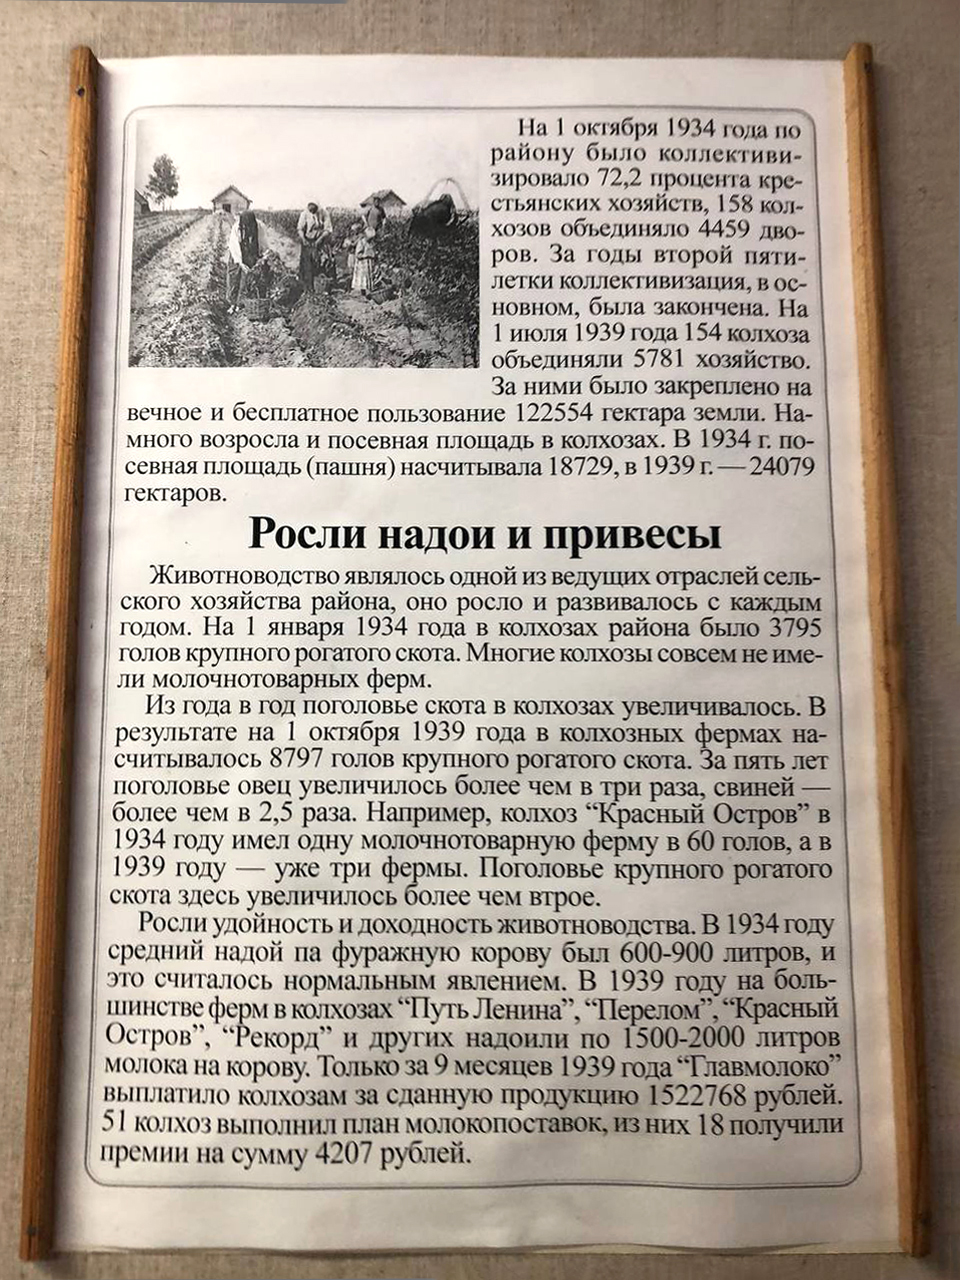 На 1 октября 1934 года по
району было коллективи-
зировало 72,2 процента кре-
стьянских хозяйств, 158 кол-
хозов объединяло 4459 дво-
ров. За годы второй пяти-
летки коллективизация, в ос-
новном, была закончена. На
1 июля 1939 года 154 колхоза
объединяли 5781 хозяйство.
За ними было закреплено на
вечное и бесплатное пользование 122554 гектара земли. На-
много возросла и посевная площадь в колхозах. В 1934 г. по-
севная площадь (пашня) насчитывала 18729, в 1939 г. — 24079
гектаров.
Росли надои и привесы
Животноводство являлось одной из ведущих отраслей сель-
ского хозяйства района, оно росло и развивалось с каждым
годом. На 1 января 1934 года в колхозах района было 3795
голов крупного рогатого скота. Многие колхозы совсем не име-
ли молочнотоварных ферм.
Из года в год поголовье скота в колхозах увеличивалось. В
результате на 1 октября 1939 года в колхозных фермах на-
считывалось 8797 голов крупного рогатого скота. За пять лет
поголовье овец увеличилось более чем в три раза, свиней —
более чем в 2,5 раза. Например, колхоз “Красный Остров” в
1934 году имел одну молочнотоварную ферму в 60 голов, а в
1939 году — уже три фермы. Поголовье крупного рогатого
скота здесь увеличилось более чем втрое.
Росли удойность и доходность животноводства. В 1934 году
средний надой па фуражную корову был 600-900 литров, и
это считалось нормальным явлением. В 1939 году на боль-
шинстве ферм в колхозах “Путь Ленина”, “Перелом”, “Красный
Остров”, “Рекорд” и других надоили по 1500-2000 литров
молока на корову. Только за 9 месяцев 1939 года “Главмолоко”
выплатило колхозам за сданную продукцию 1522768 рублей.
51 колхоз выполнил план молокопоставок, из них 18 получили
премии на сумму 4207 рублей.